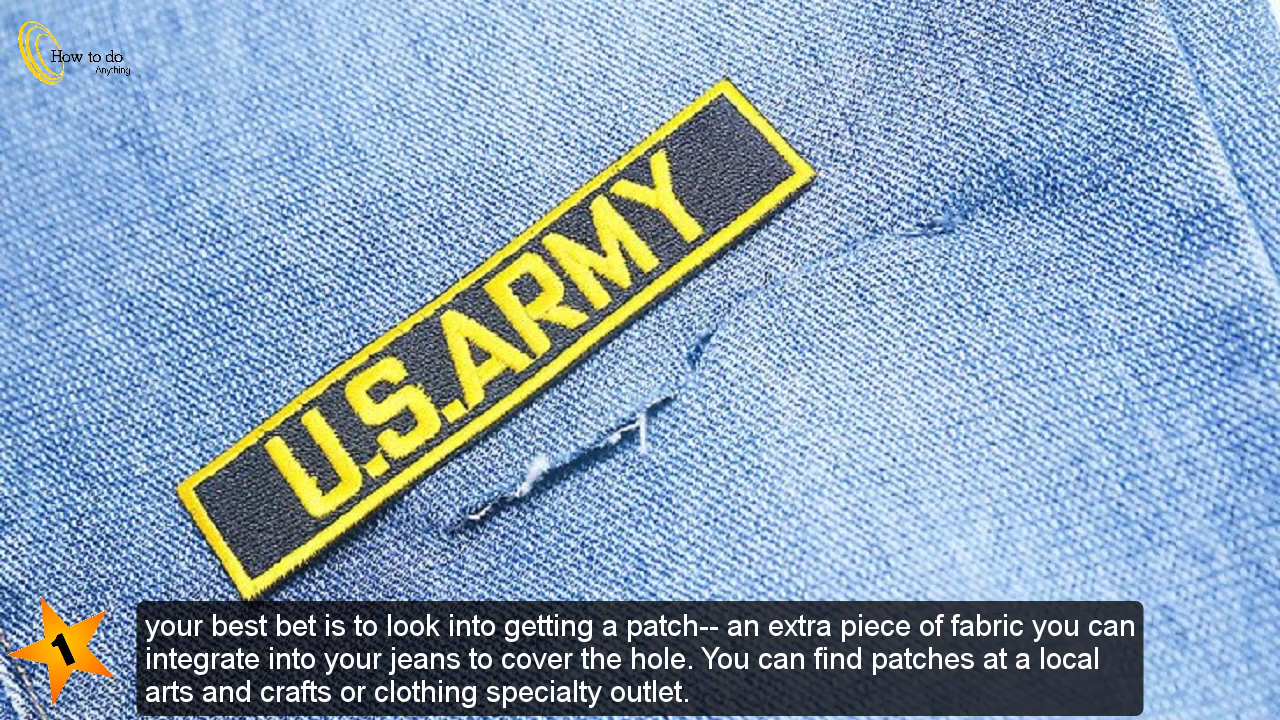 How to do
Anything
U.S.ARMY
1
your best bet is to look into getting a patch-- an extra piece of fabric you can
integrate into your jeans to cover the hole. You can find patches at a local
arts and crafts or clothing specialty outlet.